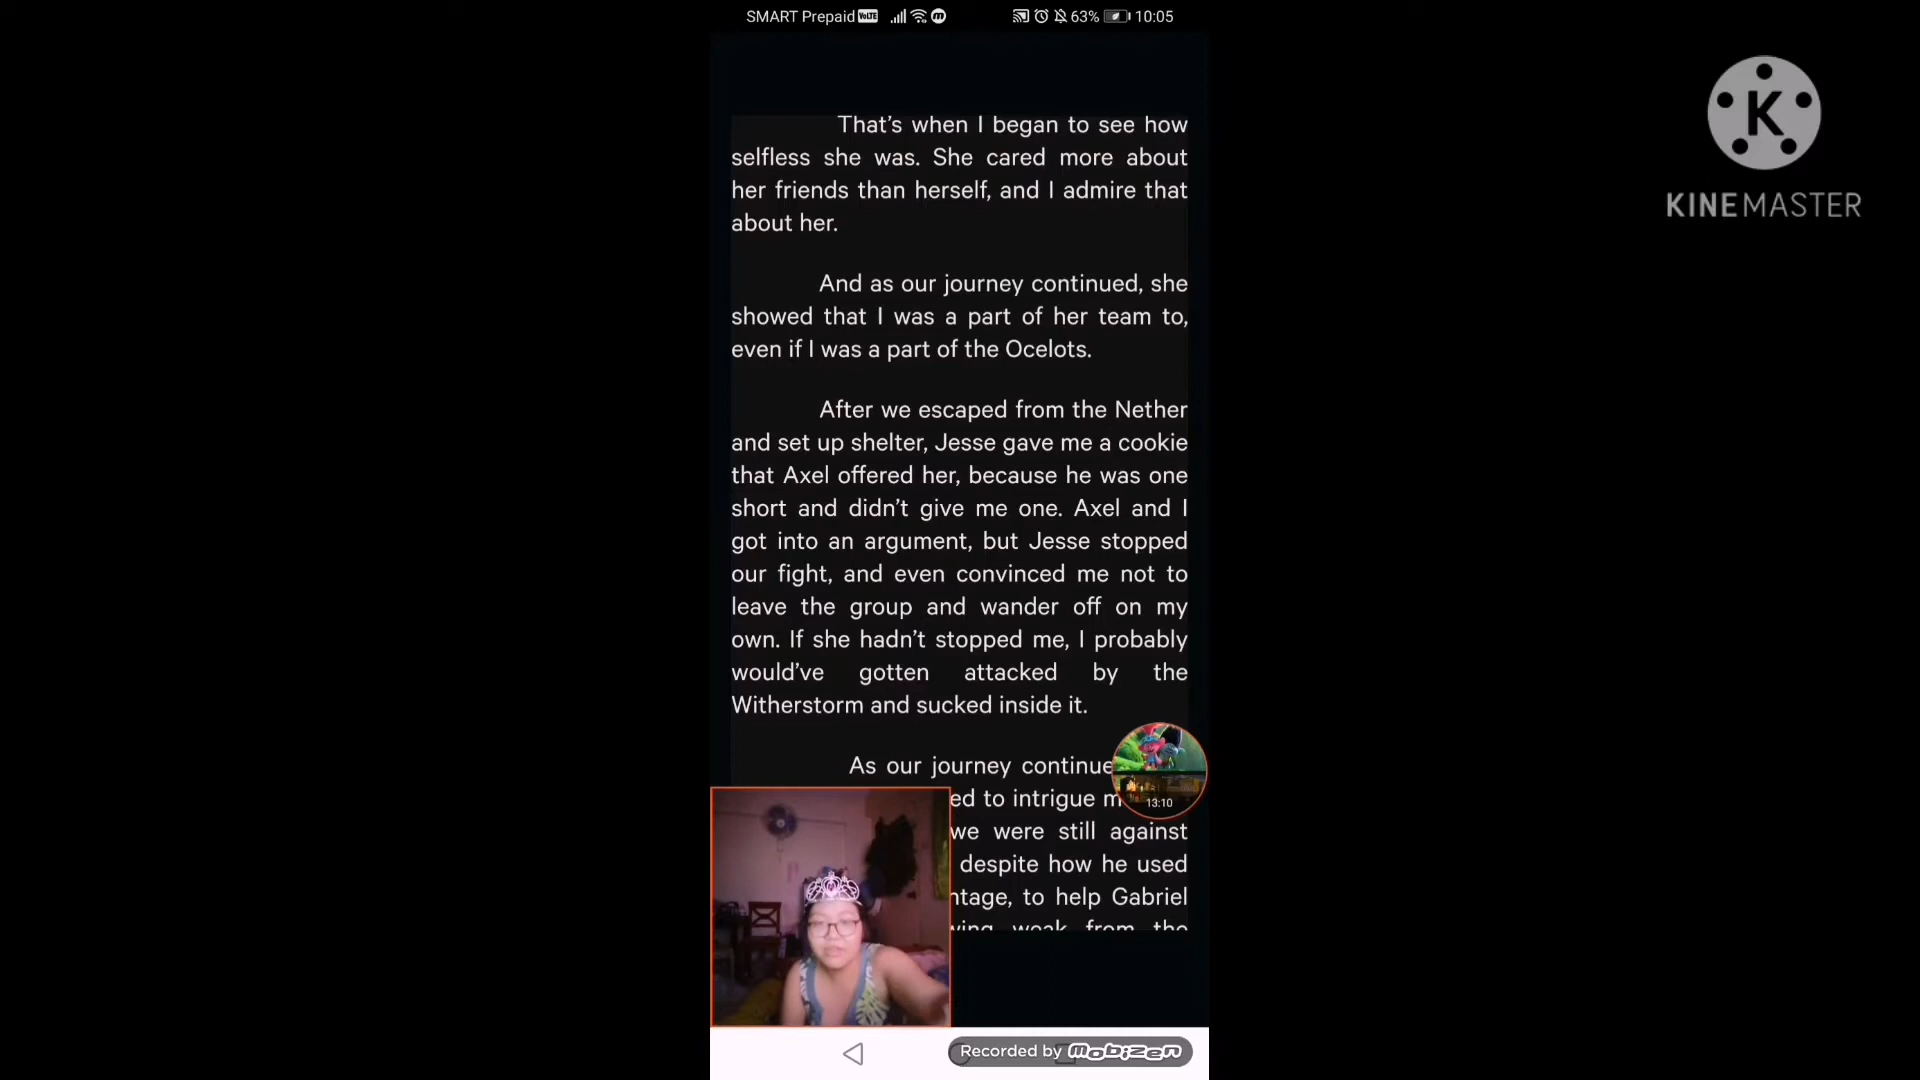 SMART Prepaid VoLTE
63% 10:05
K
KINEMASTER
That's when I began to see how
selfless she was. She cared more about
her friends than herself, and I admire that
about her.
And as our journey continued, she
showed that I was a part of her team to,
even if I was a part of the Ocelots.
After we escaped from the Nether
and set up shelter, Jesse gave me a cookie
that Axel offered her, because he was one
short and didn't give me one. Axel and I
got into an argument, but Jesse stopped
our fight, and even convinced me not to
leave the group and wander off on my
own. If she hadn't stopped me, I probably
would've gotten attacked by the
Witherstorm and sucked inside it.
As our journey continue
ed to intrigue m
we were still against
despite how he used
ntage, to help Gabriel
wing weak from the
13:10
Recorded by mobizen